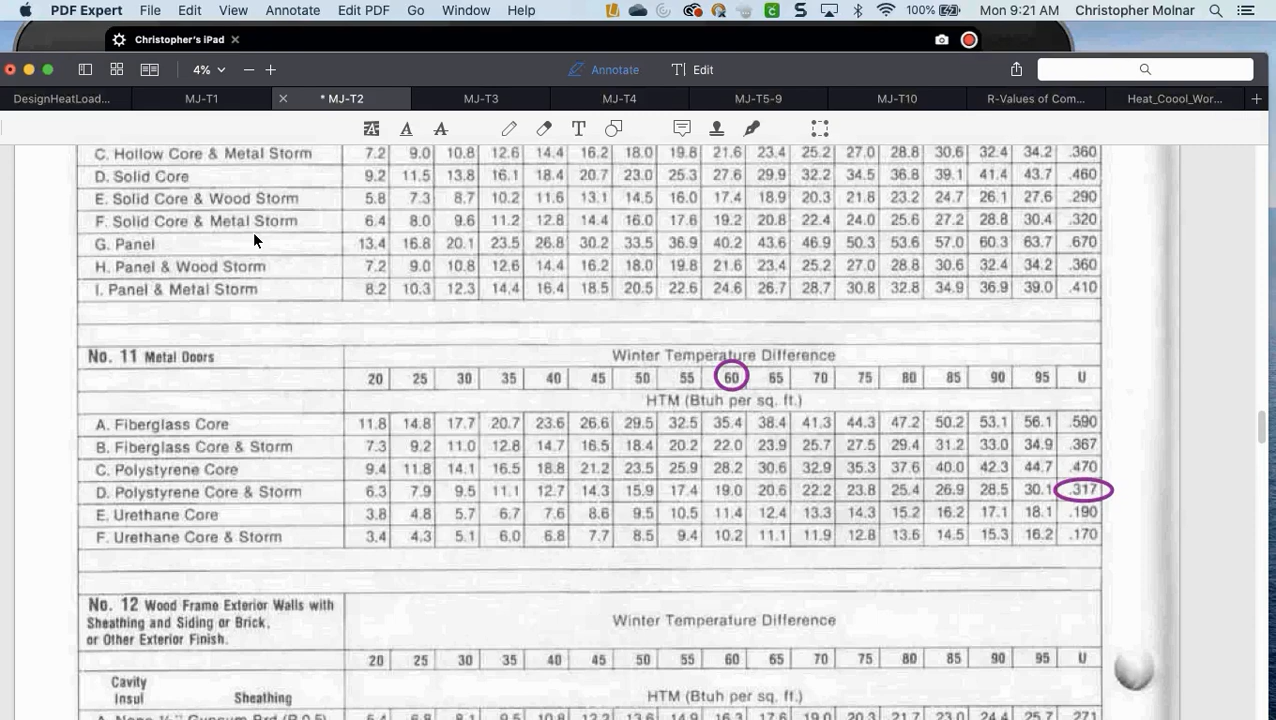 PDF Expert File Edit View Annotate Edit PDF Go Window Help 100% Mon 9:21 AM Christopher Molnar
Christopher's iPad ×
4% Annotate Edit
DesignHeatLoad... MJ-T1 × * MJ-T2 MJ-T3 MJ-T4 MJ-T5-9 MJ-T10 R-Values of Com... Heat_Coool_Wor... +
C. Hollow Core & Metal Storm 7.2 9.0 10.8 12.6 14.4 16.2 18.0 19.8 21.6 23.4 25.2 27.0 28.8 30.6 32.4 34.2 .360
D. Solid Core 9.2 11.5 13.8 16.1 18.4 20.7 23.0 25.3 27.6 29.9 32.2 34.5 36.8 39.1 41.4 43.7 .460
E. Solid Core & Wood Storm 5.8 7.3 8.7 10.2 11.6 13.1 14.5 16.0 17.4 18.9 20.3 21.8 23.2 24.7 26.1 27.6 .290
F. Solid Core & Metal Storm 6.4 8.0 9.6 11.2 12.8 14.4 16.0 17.6 19.2 20.8 22.4 24.0 25.6 27.2 28.8 30.4 .320
G. Panel 13.4 16.8 20.1 23.5 26.8 30.2 33.5 36.9 40.2 43.6 46.9 50.3 53.6 57.0 60.3 63.7 .670
H. Panel & Wood Storm 7.2 9.0 10.8 12.6 14.4 16.2 18.0 19.8 21.6 23.4 25.2 27.0 28.8 30.6 32.4 34.2 .360
I. Panel & Metal Storm 8.2 10.3 12.3 14.4 16.4 18.5 20.5 22.6 24.6 26.7 28.7 30.8 32.8 34.9 36.9 39.0 .410
No. 11 Metal Doors Winter Temperature Difference
20 25 30 35 40 45 50 55 60 65 70 75 80 85 90 95 U
HTM (Btuh per sq. ft.)
A. Fiberglass Core 11.8 14.8 17.7 20.7 23.6 26.6 29.5 32.5 35.4 38.4 41.3 44.3 47.2 50.2 53.1 56.1 .590
B. Fiberglass Core & Storm 7.3 9.2 11.0 12.8 14.7 16.5 18.4 20.2 22.0 23.9 25.7 27.5 29.4 31.2 33.0 34.9 .367
C. Polystyrene Core 9.4 11.8 14.1 16.5 18.8 21.2 23.5 25.9 28.2 30.6 32.9 35.3 37.6 40.0 42.3 44.7 .470
D. Polystyrene Core & Storm 6.3 7.9 9.5 11.1 12.7 14.3 15.9 17.4 19.0 20.6 22.2 23.8 25.4 26.9 28.5 30.1 .317
E. Urethane Core 3.8 4.8 5.7 6.7 7.6 8.6 9.5 10.5 11.4 12.4 13.3 14.3 15.2 16.2 17.1 18.1 .190
F. Urethane Core & Storm 3.4 4.3 5.1 6.0 6.8 7.7 8.5 9.4 10.2 11.1 11.9 12.8 13.6 14.5 15.3 16.2 .170
No. 12 Wood Frame Exterior Walls with
Sheathing and Siding or Brick,
or Other Exterior Finish.
Winter Temperature Difference
20 25 30 35 40 45 50 55 60 65 70 75 80 85 90 95 U
Cavity
Insul Sheathing HTM (Btuh per sq. ft.)